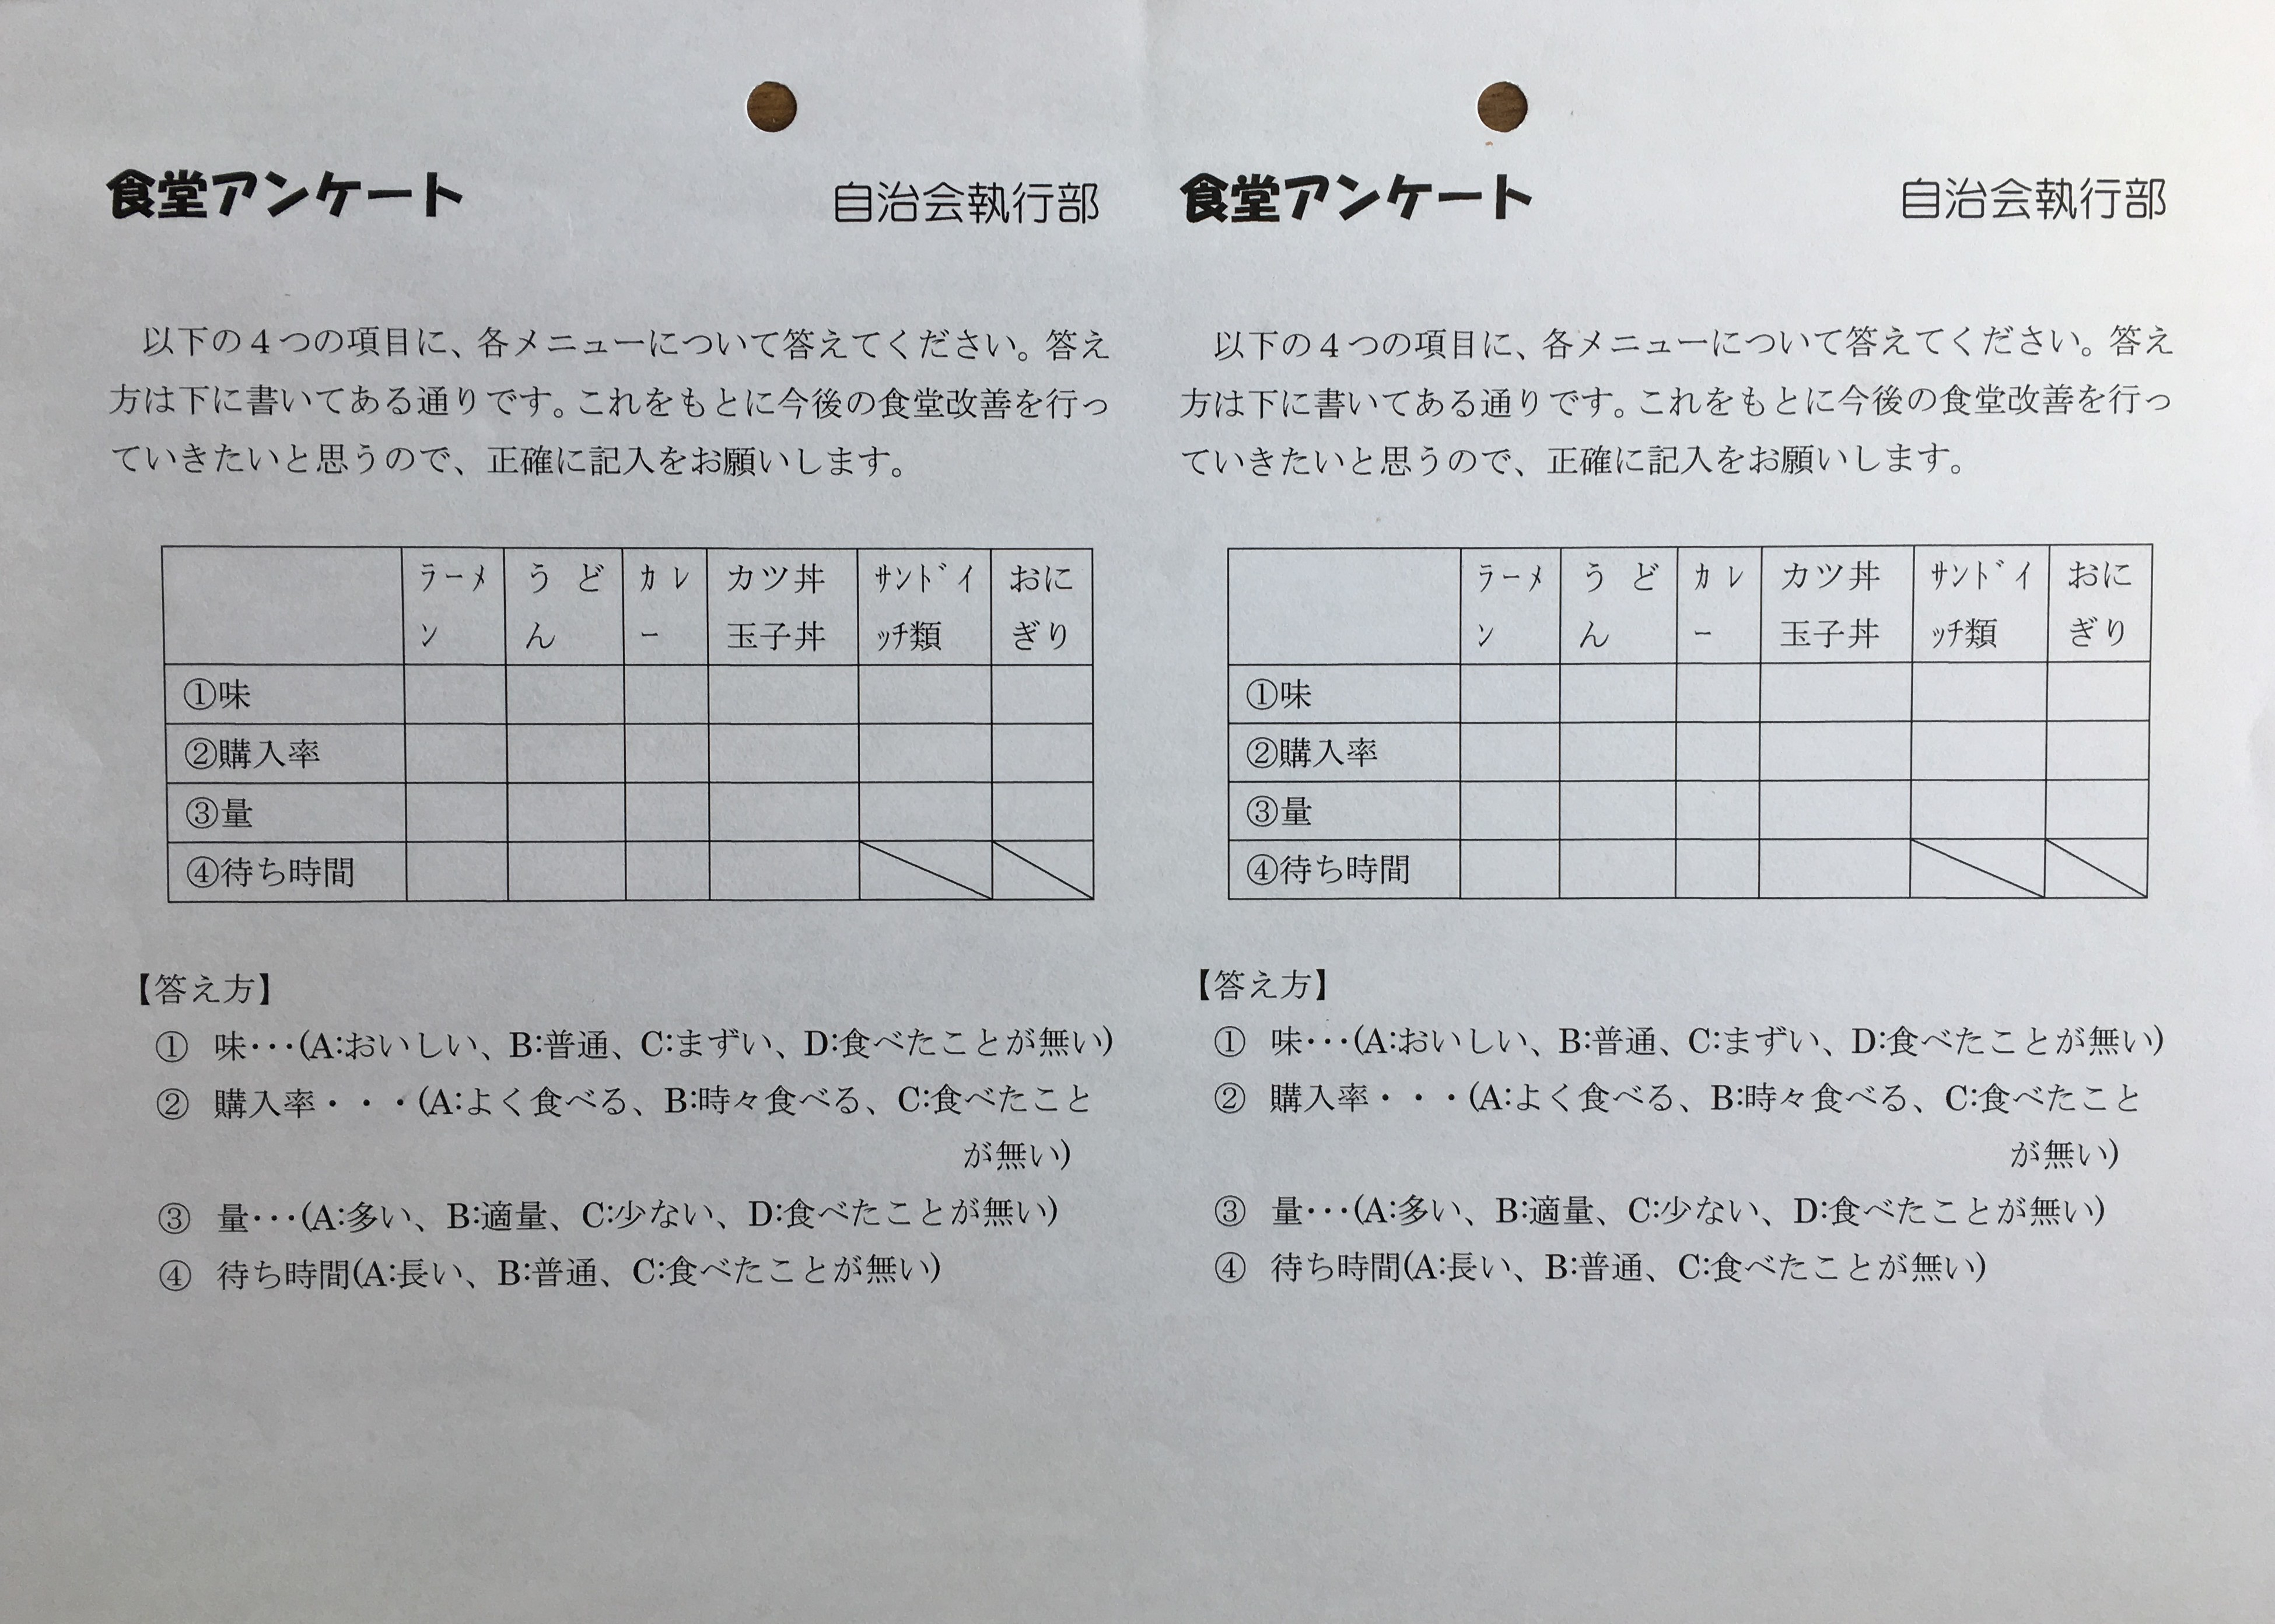 食堂アンケート 自治会執行部
以下の４つの項目に、各メニューについて答えてください。答え
方は下に書いてある通りです。これをもとに今後の食堂改善を行っ
ていきたいと思うので、正確に記入をお願いします。
ﾗｰﾒ う ど ｶ ﾚ カツ丼 ｻﾝﾄﾞｲ おに
ﾝ ん ｰ 玉子丼 ｯﾁ類 ぎり
①味
②購入率
③量
④待ち時間
【答え方】
① 味･･･(A:おいしい、B:普通、C:まずい、D:食べたことが無い)
② 購入率・・・(A:よく食べる、B:時々食べる、C:食べたこと
が無い)
③ 量･･･(A:多い、B:適量、C:少ない、D:食べたことが無い)
④ 待ち時間(A:長い、B:普通、C:食べたことが無い)
食堂アンケート 自治会執行部
以下の４つの項目に、各メニューについて答えてください。答え
方は下に書いてある通りです。これをもとに今後の食堂改善を行っ
ていきたいと思うので、正確に記入をお願いします。
ﾗｰﾒ う ど ｶ ﾚ カツ丼 ｻﾝﾄﾞｲ おに
ﾝ ん ｰ 玉子丼 ｯﾁ類 ぎり
①味
②購入率
③量
④待ち時間
【答え方】
① 味･･･(A:おいしい、B:普通、C:まずい、D:食べたことが無い)
② 購入率・・・(A:よく食べる、B:時々食べる、C:食べたこと
が無い)
③ 量･･･(A:多い、B:適量、C:少ない、D:食べたことが無い)
④ 待ち時間(A:長い、B:普通、C:食べたことが無い)